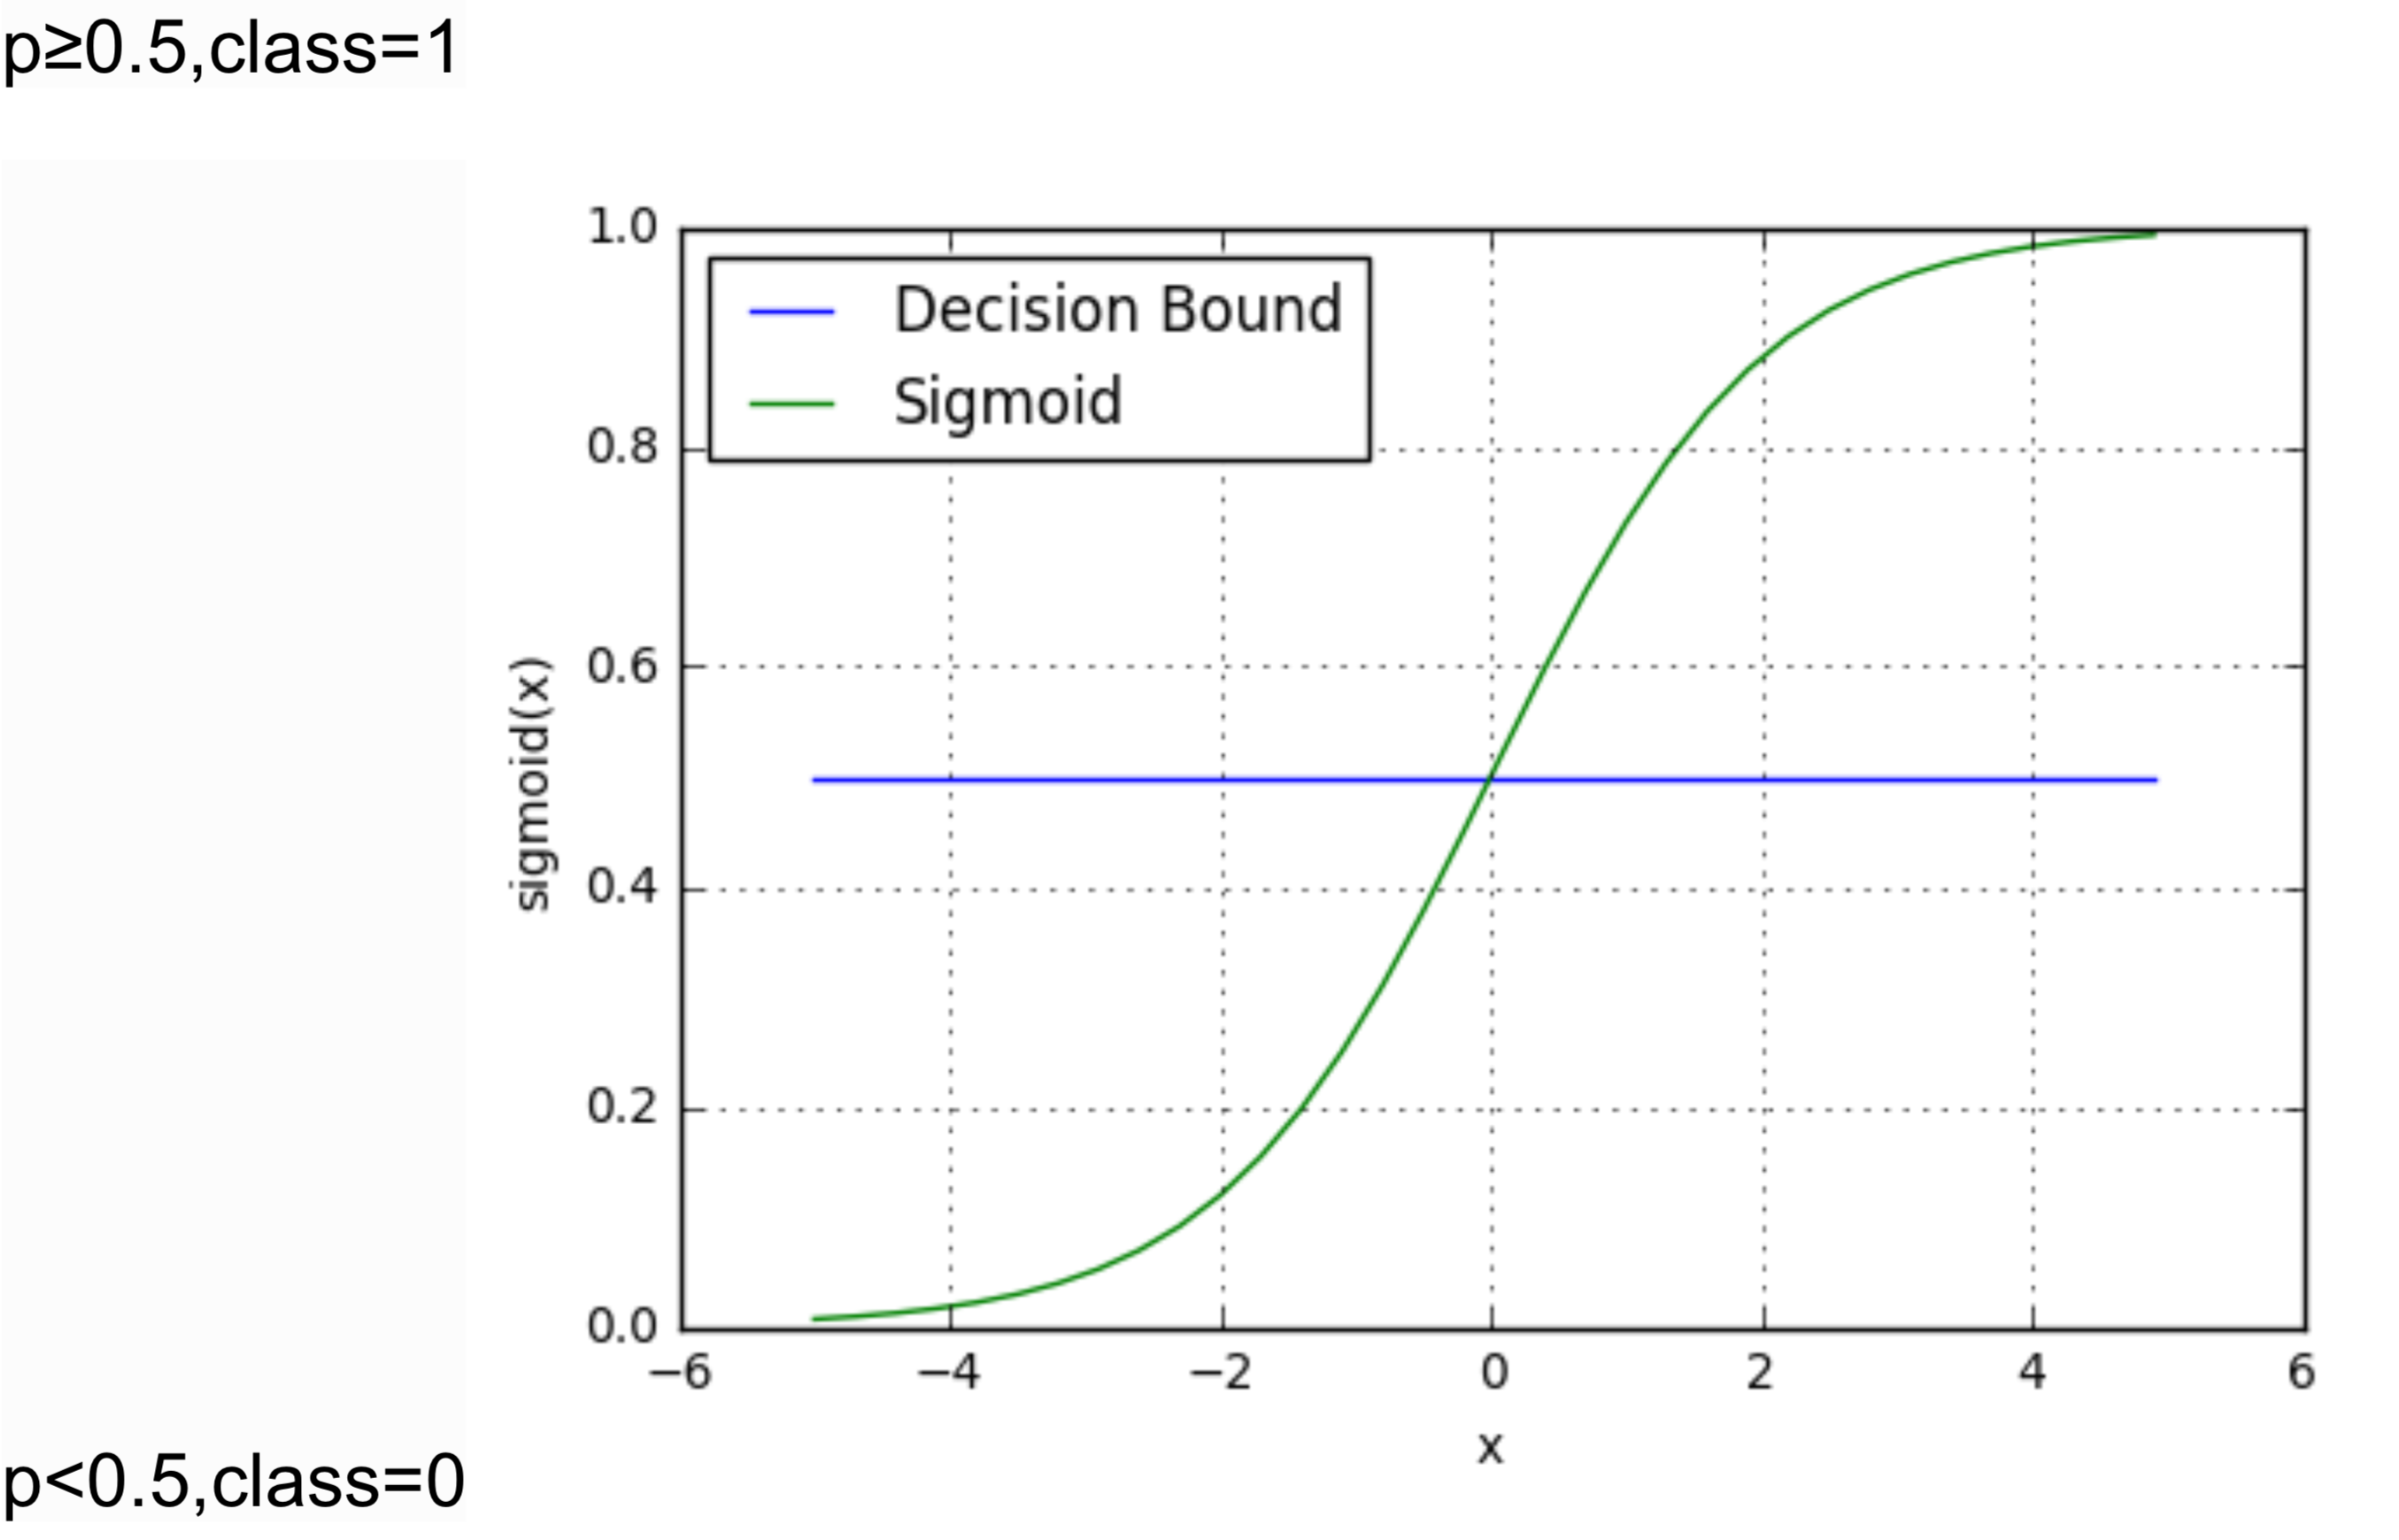 p≥0.5,class=1
Decision Bound
Sigmoid
1.0
0.8
0.6
0.4
0.2
0.0
sigmoid(x)
−6 −4 −2 0 2 4 6
x
p<0.5,class=0